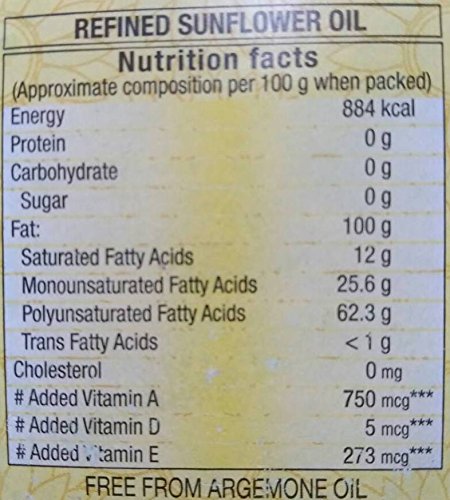 REFINED SUNFLOWER OIL
Nutrition facts
(Approximate composition per 100 g when packed)
Energy 884 kcal
Protein 0 g
Carbohydrate 0 g
Sugar 0 g
Fat: 100 g
Saturated Fatty Acids 12 g
Monounsaturated Fatty Acids 25.6 g
Polyunsaturated Fatty Acids 62.3 g
Trans Fatty Acids < 1 g
Cholesterol 0 mg
# Added Vitamin A 750 mcg***
# Added Vitamin D 5 mcg***
# Added Vitamin E 273 mcg***
FREE FROM ARGEMONE OIL